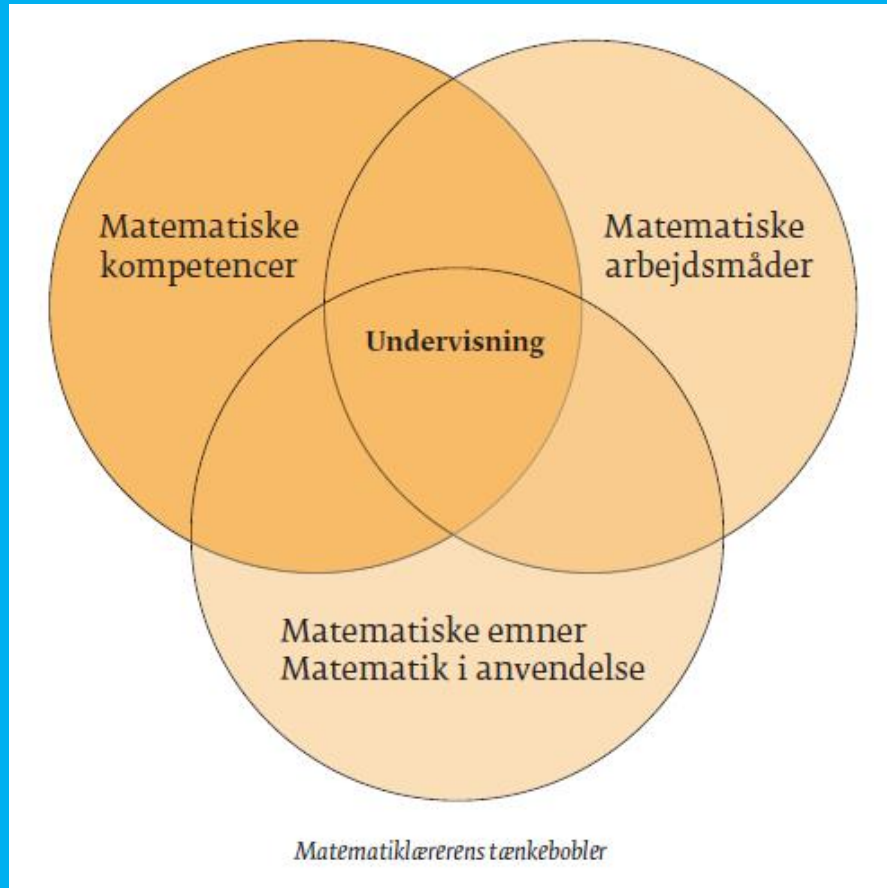 Matematiske
kompetencer
Matematiske
arbejdsmåder
Undervisning
Matematiske emner
Matematik i anvendelse
Matematiklærerens tænkebobler